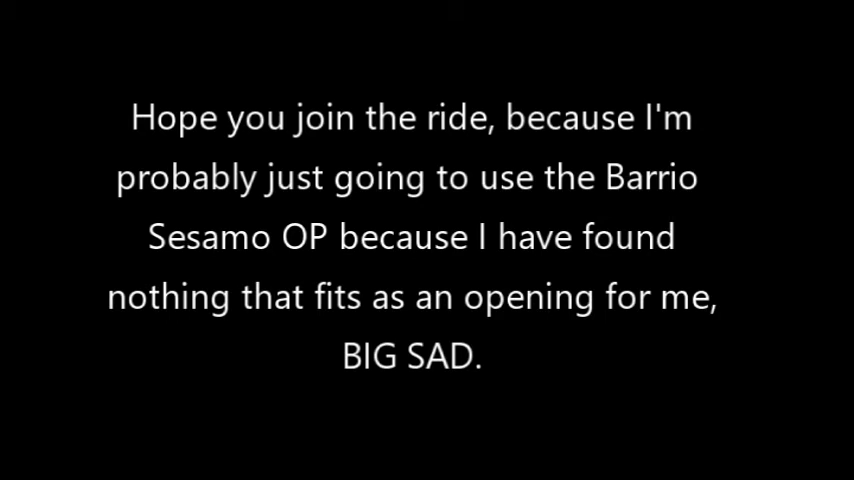 Hope you join the ride, because I'm
probably just going to use the Barrio
Sesamo OP because I have found
nothing that fits as an opening for me,
BIG SAD.